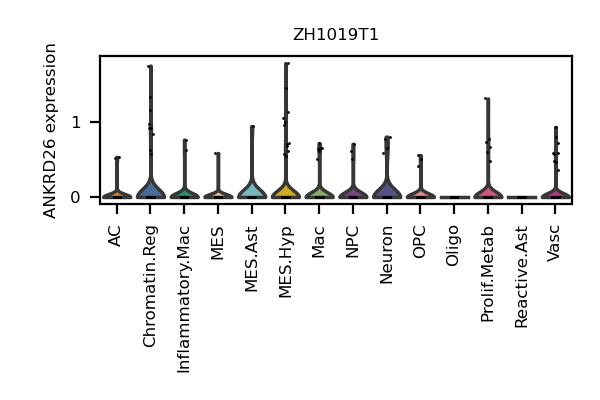 ZH1019T1
ANKRD26 expression
1
0
AC
Chromatin.Reg
Inflammatory.Mac
MES
MES.Ast
MES.Hyp
Mac
NPC
Neuron
OPC
Oligo
Prolif.Metab
Reactive.Ast
Vasc